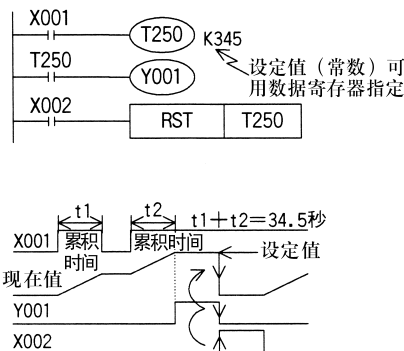 X001
T250
K345
T250
Y001
设定值（常数）可
用数据寄存器指定
X002
RST
T250
t1
t2
t1＋t2＝34.5秒
X001
累积
时间
累积时间
设定值
现在值
Y001
X002